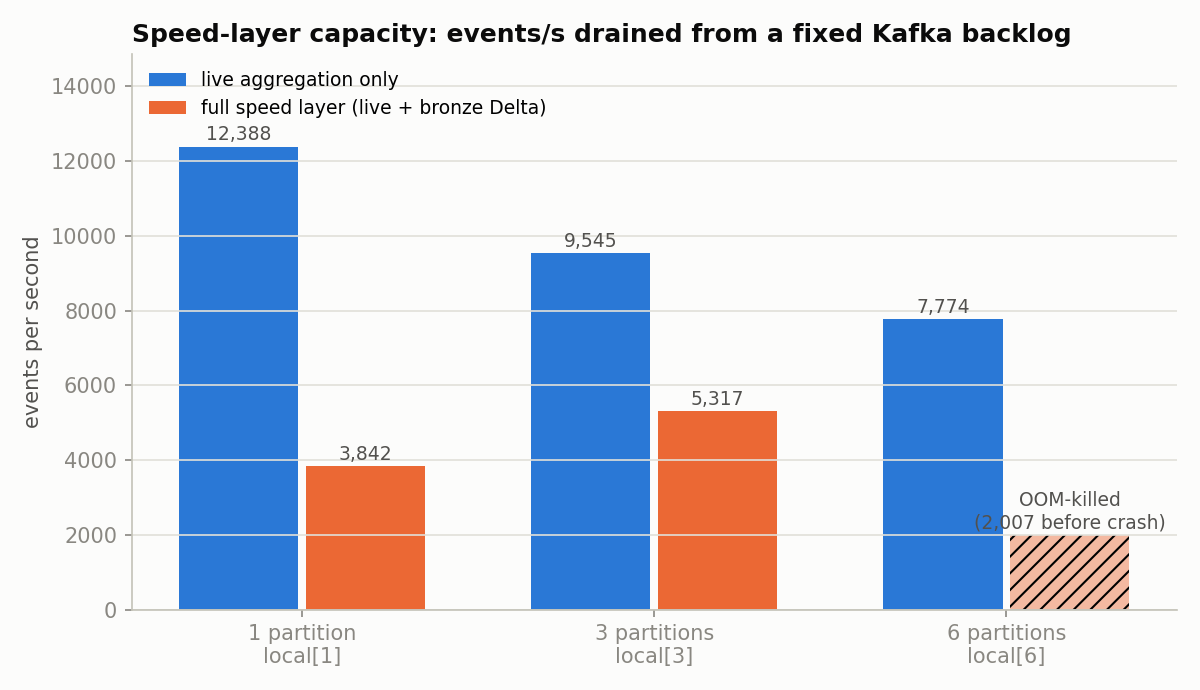 Speed-layer capacity: events/s drained from a fixed Kafka backlog
live aggregation only
full speed layer (live + bronze Delta)
events per second
14000
12000
10000
8000
6000
4000
2000
0
12,388
3,842
9,545
5,317
7,774
OOM-killed
(2,007 before crash)
1 partition
local[1]
3 partitions
local[3]
6 partitions
local[6]